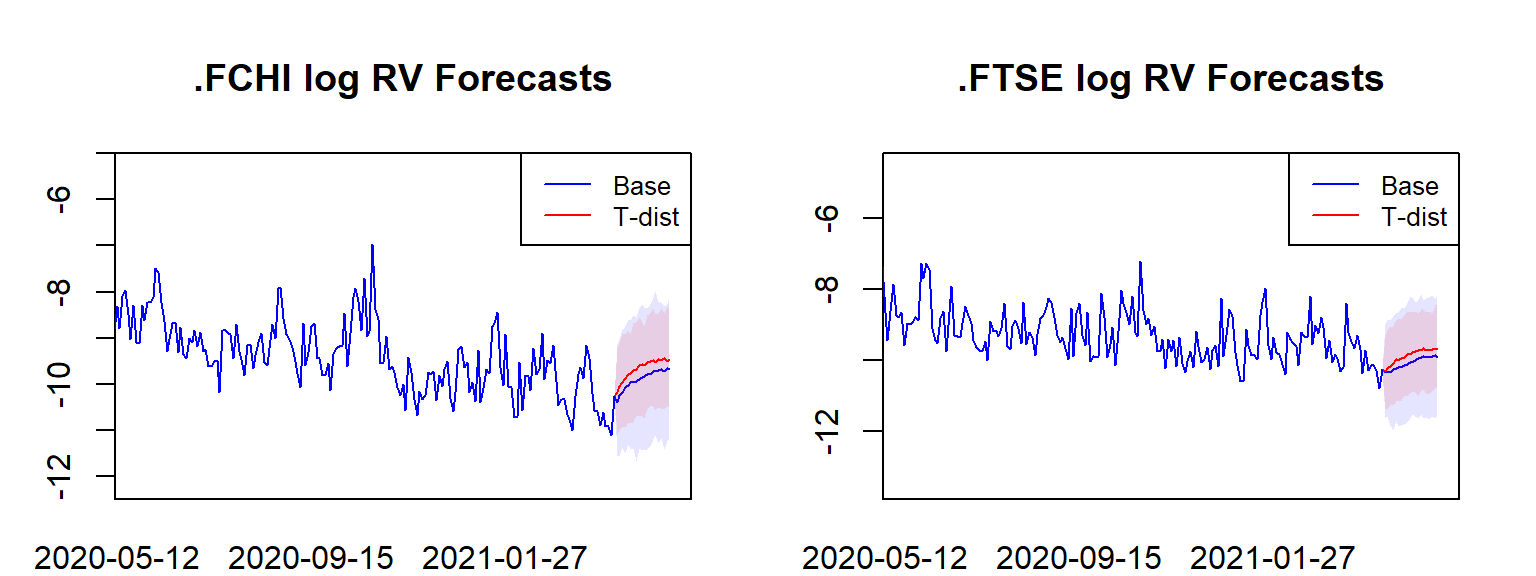 .FCHI log RV Forecasts
Base
T-dist
-6
-8
-10
-12
2020-05-12 2020-09-15 2021-01-27
.FTSE log RV Forecasts
Base
T-dist
-6
-8
-12
2020-05-12 2020-09-15 2021-01-27